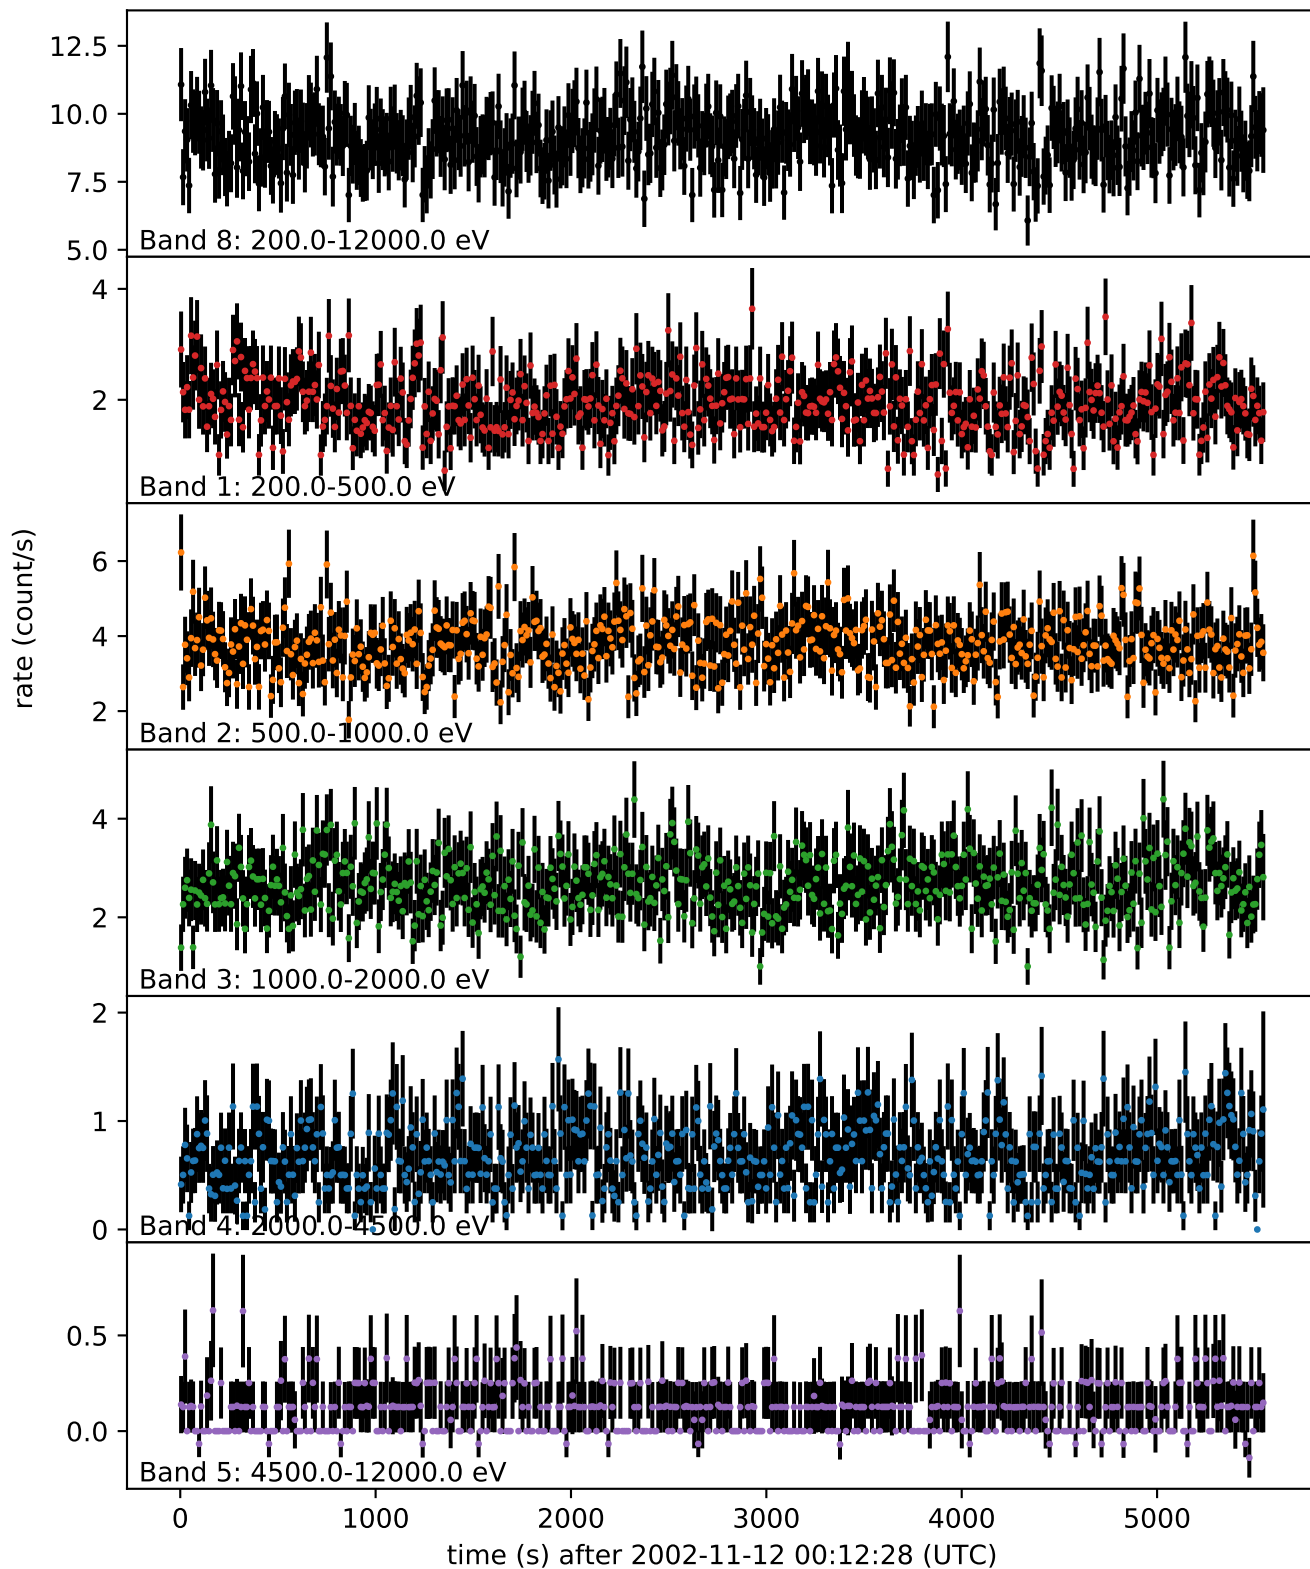 12.5
10.0
7.5
5.0
Band 8: 200.0-12000.0 eV
4
2
Band 1: 200.0-500.0 eV
6
4
2
Band 2: 500.0-1000.0 eV
rate (count/s)
4
2
Band 3: 1000.0-2000.0 eV
2
1
0
Band 4: 2000.0-4500.0 eV
0.5
0.0
Band 5: 4500.0-12000.0 eV
0 1000 2000 3000 4000 5000
time (s) after 2002-11-12 00:12:28 (UTC)